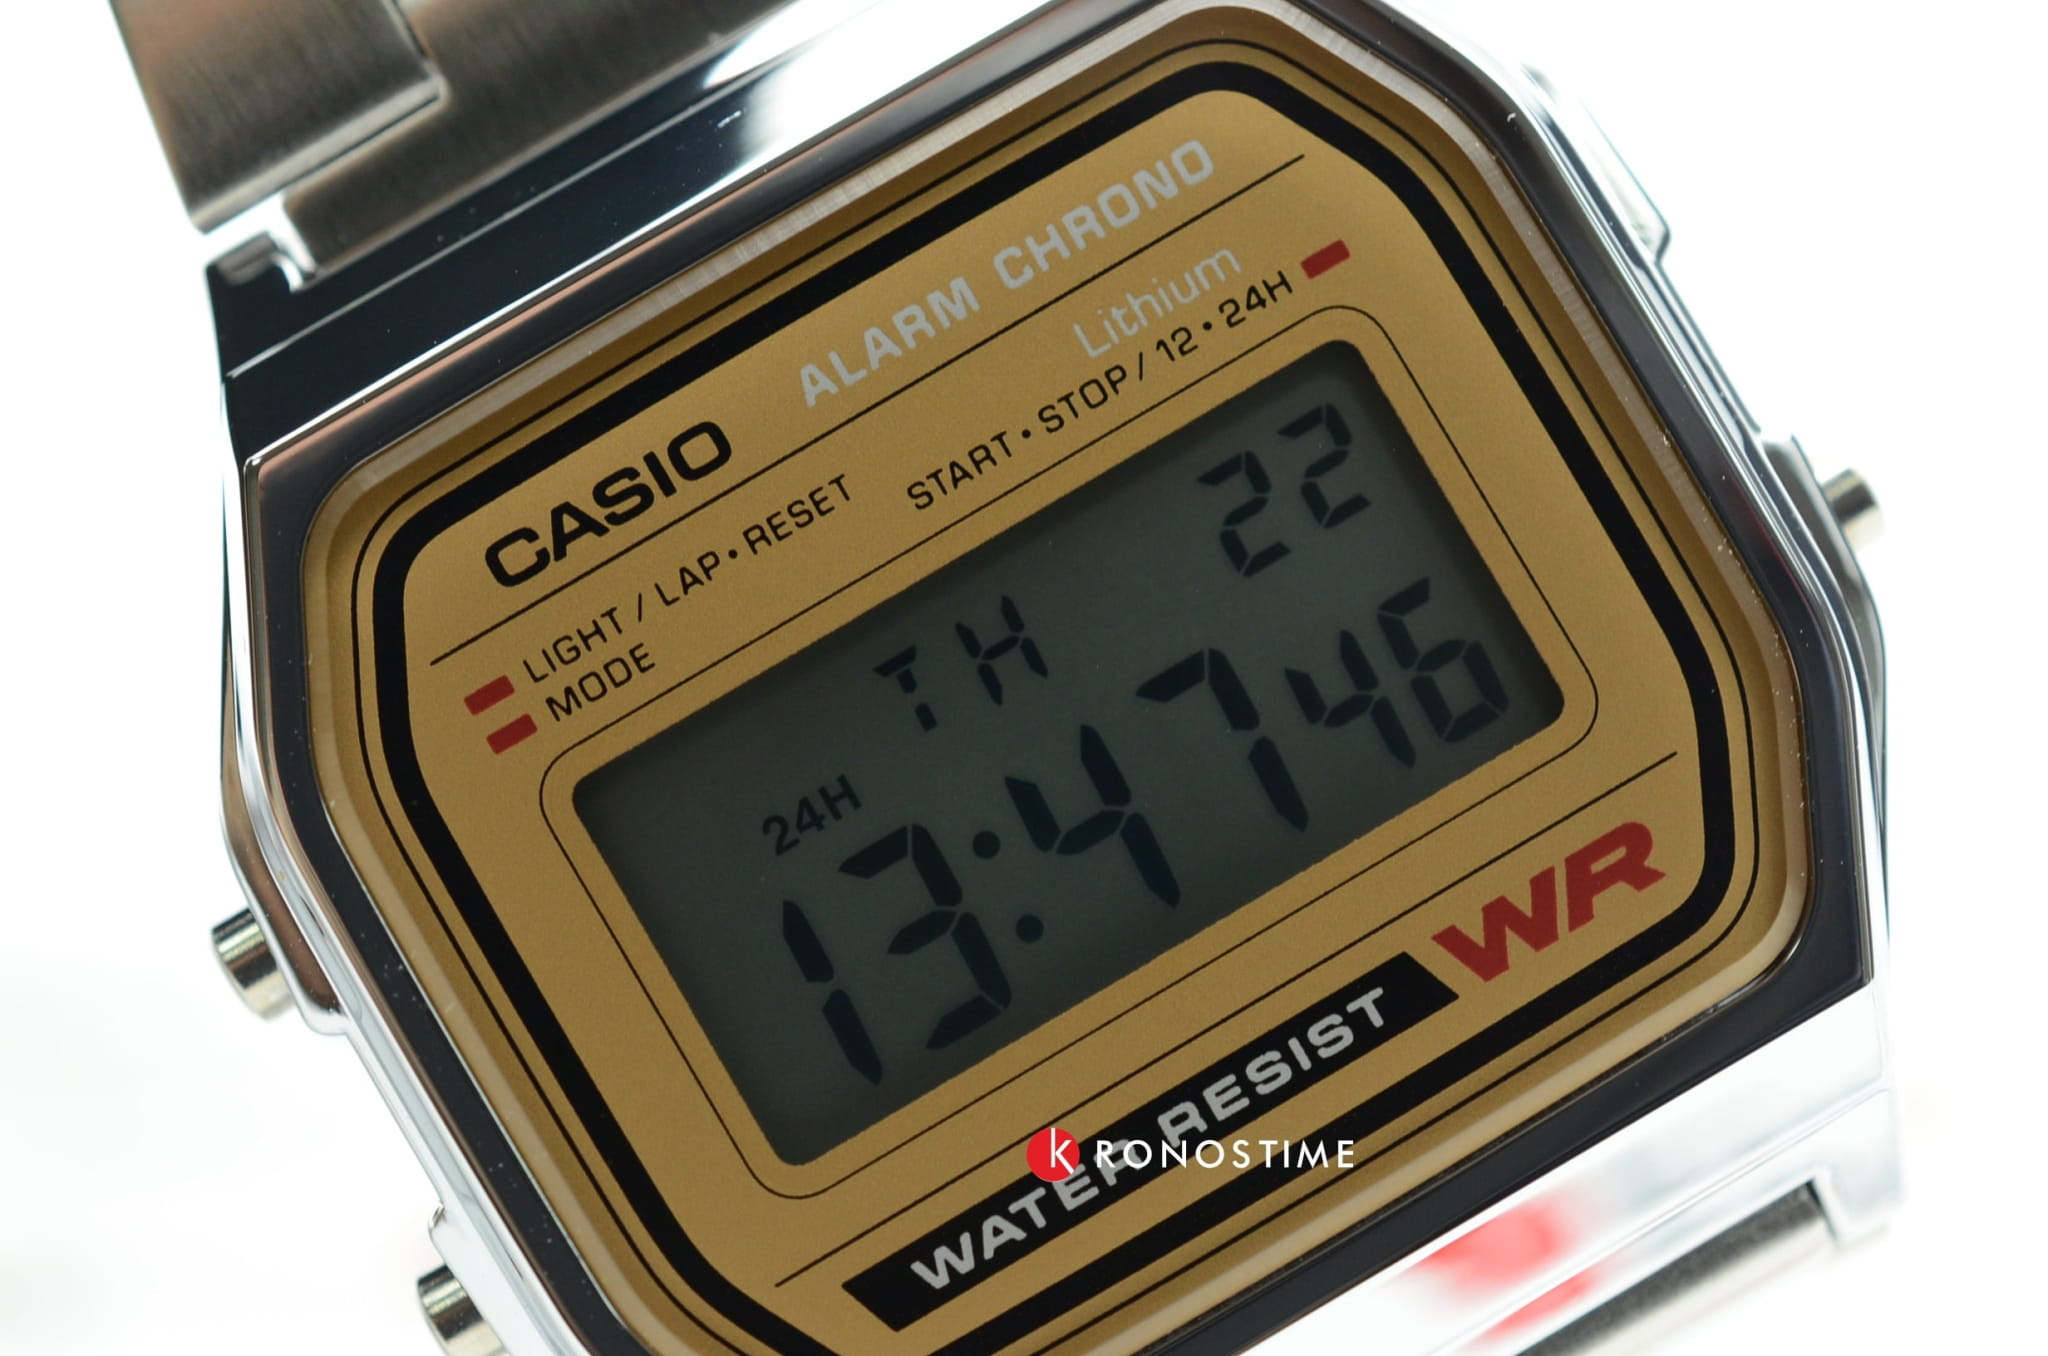 CASIO ALARM CHRONO
Lithium
LIGHT / LAP • RESET START • STOP / 12 • 24H
MODE
TH 22
24H
13:47 46
WATER RESIST WR
KRONOSTIME